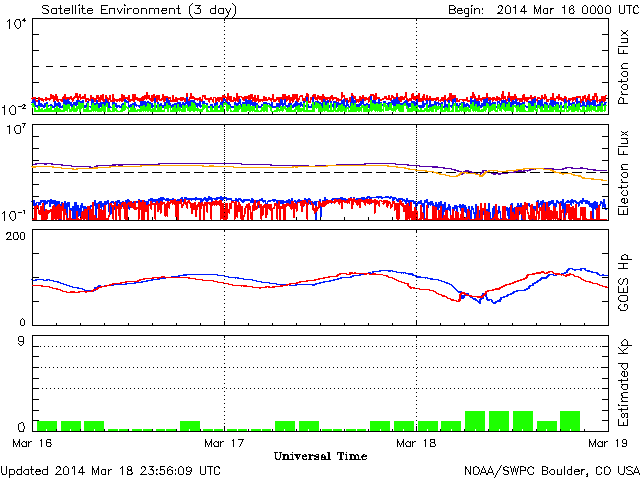 Satellite Environment (3 day) Begin: 2014 Mar 16 0000 UTC
10^4
10^-2
Proton Flux
10^7
10^-1
Electron Flux
200
0
GOES Hp
9
0
Estimated Kp
Mar 16 Mar 17 Mar 18 Mar 19
Universal Time
Updated 2014 Mar 18 23:56:09 UTC NOAA/SWPC Boulder, CO USA